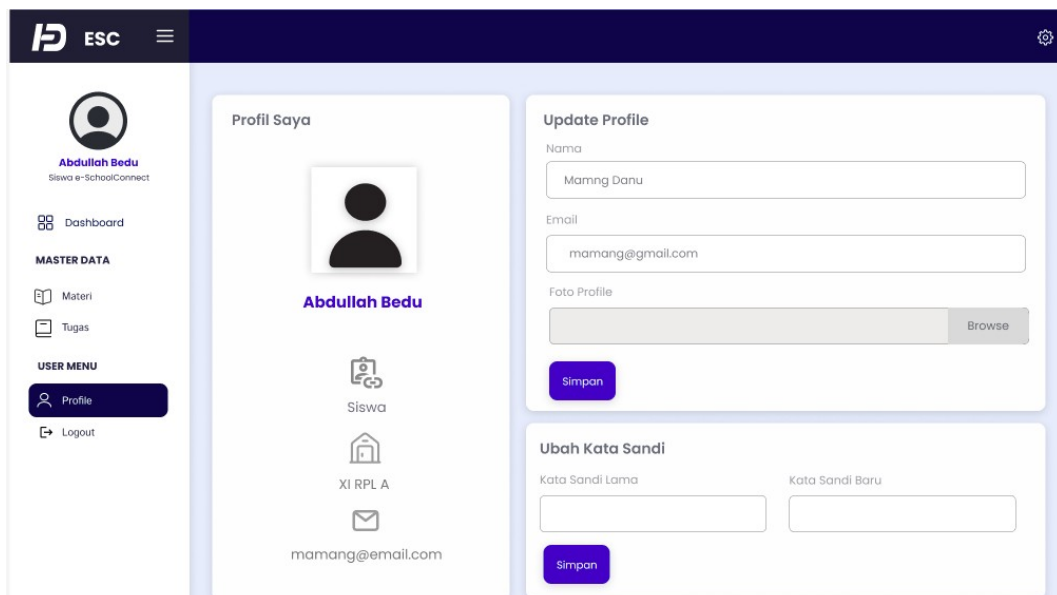 ESC
Abdullah Bedu
Siswa e-SchoolConnect
Dashboard
MASTER DATA
Materi
Tugas
USER MENU
Profile
Logout
Profil Saya
Abdullah Bedu
Siswa
XI RPL A
mamang@email.com
Update Profile
Nama
Mamng Danu
Email
mamang@gmail.com
Foto Profile
Browse
Simpan
Ubah Kata Sandi
Kata Sandi Lama
Kata Sandi Baru
Simpan